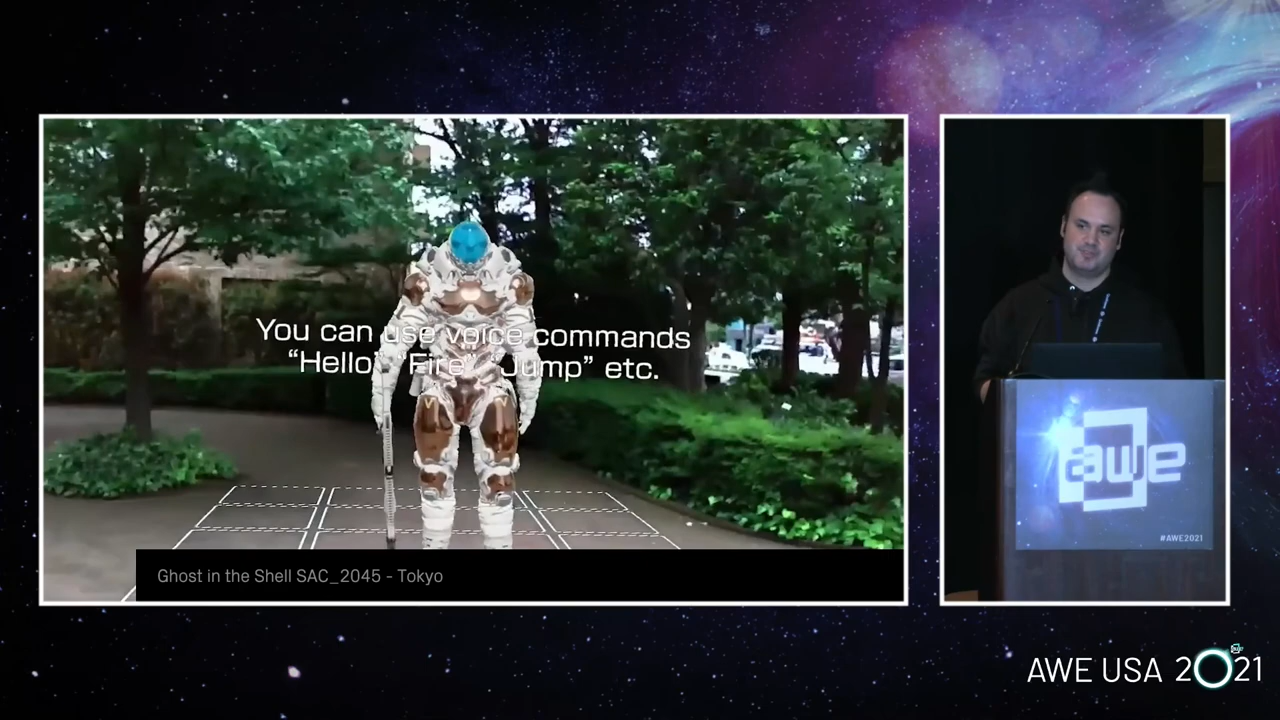 You can use voice commands
“Hello” “Fire” “Jump” etc.
Ghost in the Shell SAC_2045 - Tokyo
awe
#AWE2021
AWE USA 2021